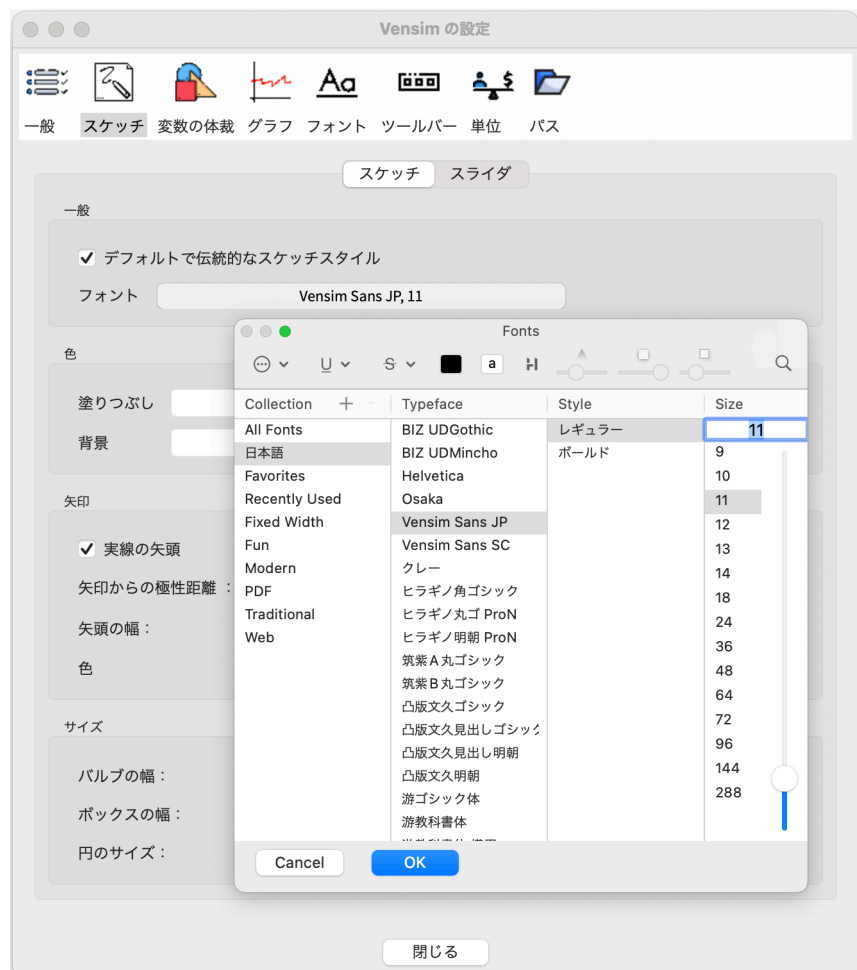 Vensim の設定
一般 スケッチ 変数の体裁 グラフ フォント ツールバー 単位 パス
スケッチ スライダ
一般
デフォルトで伝統的なスケッチスタイル
フォント Vensim Sans JP, 11
色
塗りつぶし
背景
矢印
実線の矢頭
矢印からの極性距離：
矢頭の幅：
色
サイズ
バルブの幅：
ボックスの幅：
円のサイズ：
閉じる
Fonts
U S a
Collection Typeface Style Size
All Fonts
日本語
Favorites
Recently Used
Fixed Width
Fun
Modern
PDF
Traditional
Web
BIZ UDGothic
BIZ UDMincho
Helvetica
Osaka
Vensim Sans JP
Vensim Sans SC
クレー
ヒラギノ角ゴシック
ヒラギノ丸ゴ ProN
ヒラギノ明朝 ProN
筑紫A丸ゴシック
筑紫B丸ゴシック
凸版文久ゴシック
凸版文久見出しゴシック
凸版文久見出し明朝
凸版文久明朝
游ゴシック体
游教科書体
レギュラー
ボールド
11
9
10
11
12
13
14
18
24
36
48
64
72
96
144
288
Cancel OK